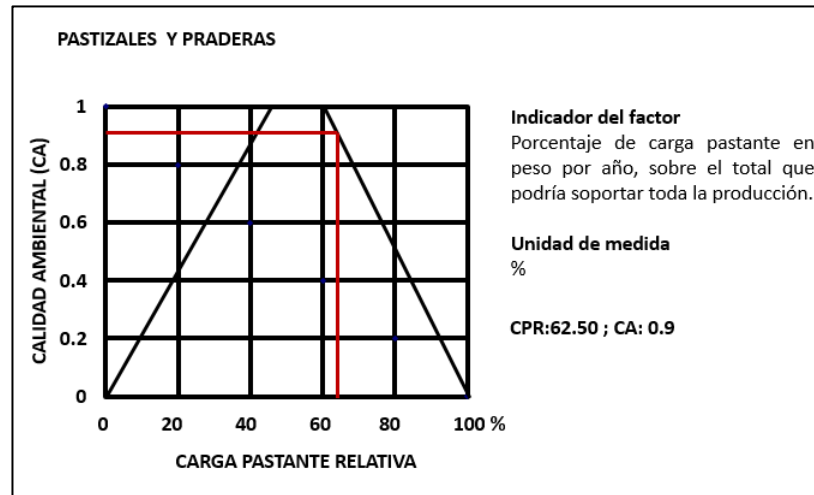 PASTIZALES Y PRADERAS
1
0.8
0.6
0.4
0.2
0
CALIDAD AMBIENTAL (CA)
0 20 40 60 80 100 %
CARGA PASTANTE RELATIVA
Indicador del factor
Porcentaje de carga pastante en
peso por año, sobre el total que
podría soportar toda la producción.
Unidad de medida
%
CPR:62.50 ; CA: 0.9